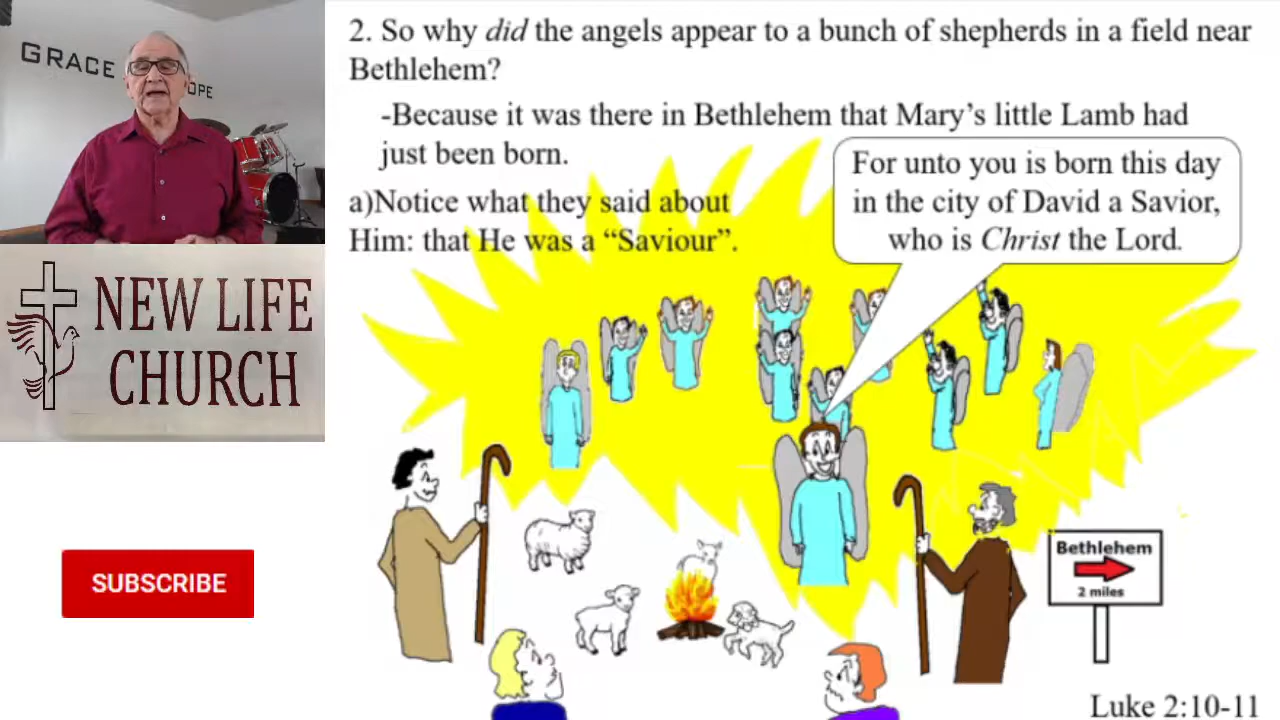 GRACE
2. So why did the angels appear to a bunch of shepherds in a field near
Bethlehem?
-Because it was there in Bethlehem that Mary's little Lamb had
just been born.
a)Notice what they said about
Him: that He was a “Saviour”.
For unto you is born this day
in the city of David a Savior,
who is Christ the Lord.
NEW LIFE
CHURCH
SUBSCRIBE
Bethlehem
2 miles
Luke 2:10-11